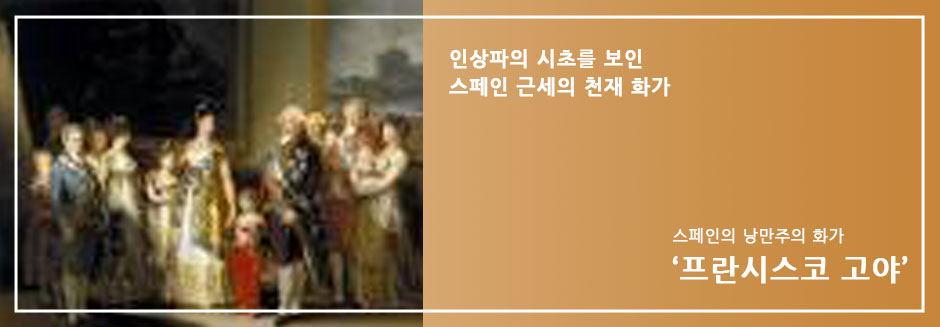 인상파의 시초를 보인
스페인 근세의 천재 화가
스페인의 낭만주의 화가
‘프란시스코 고야’